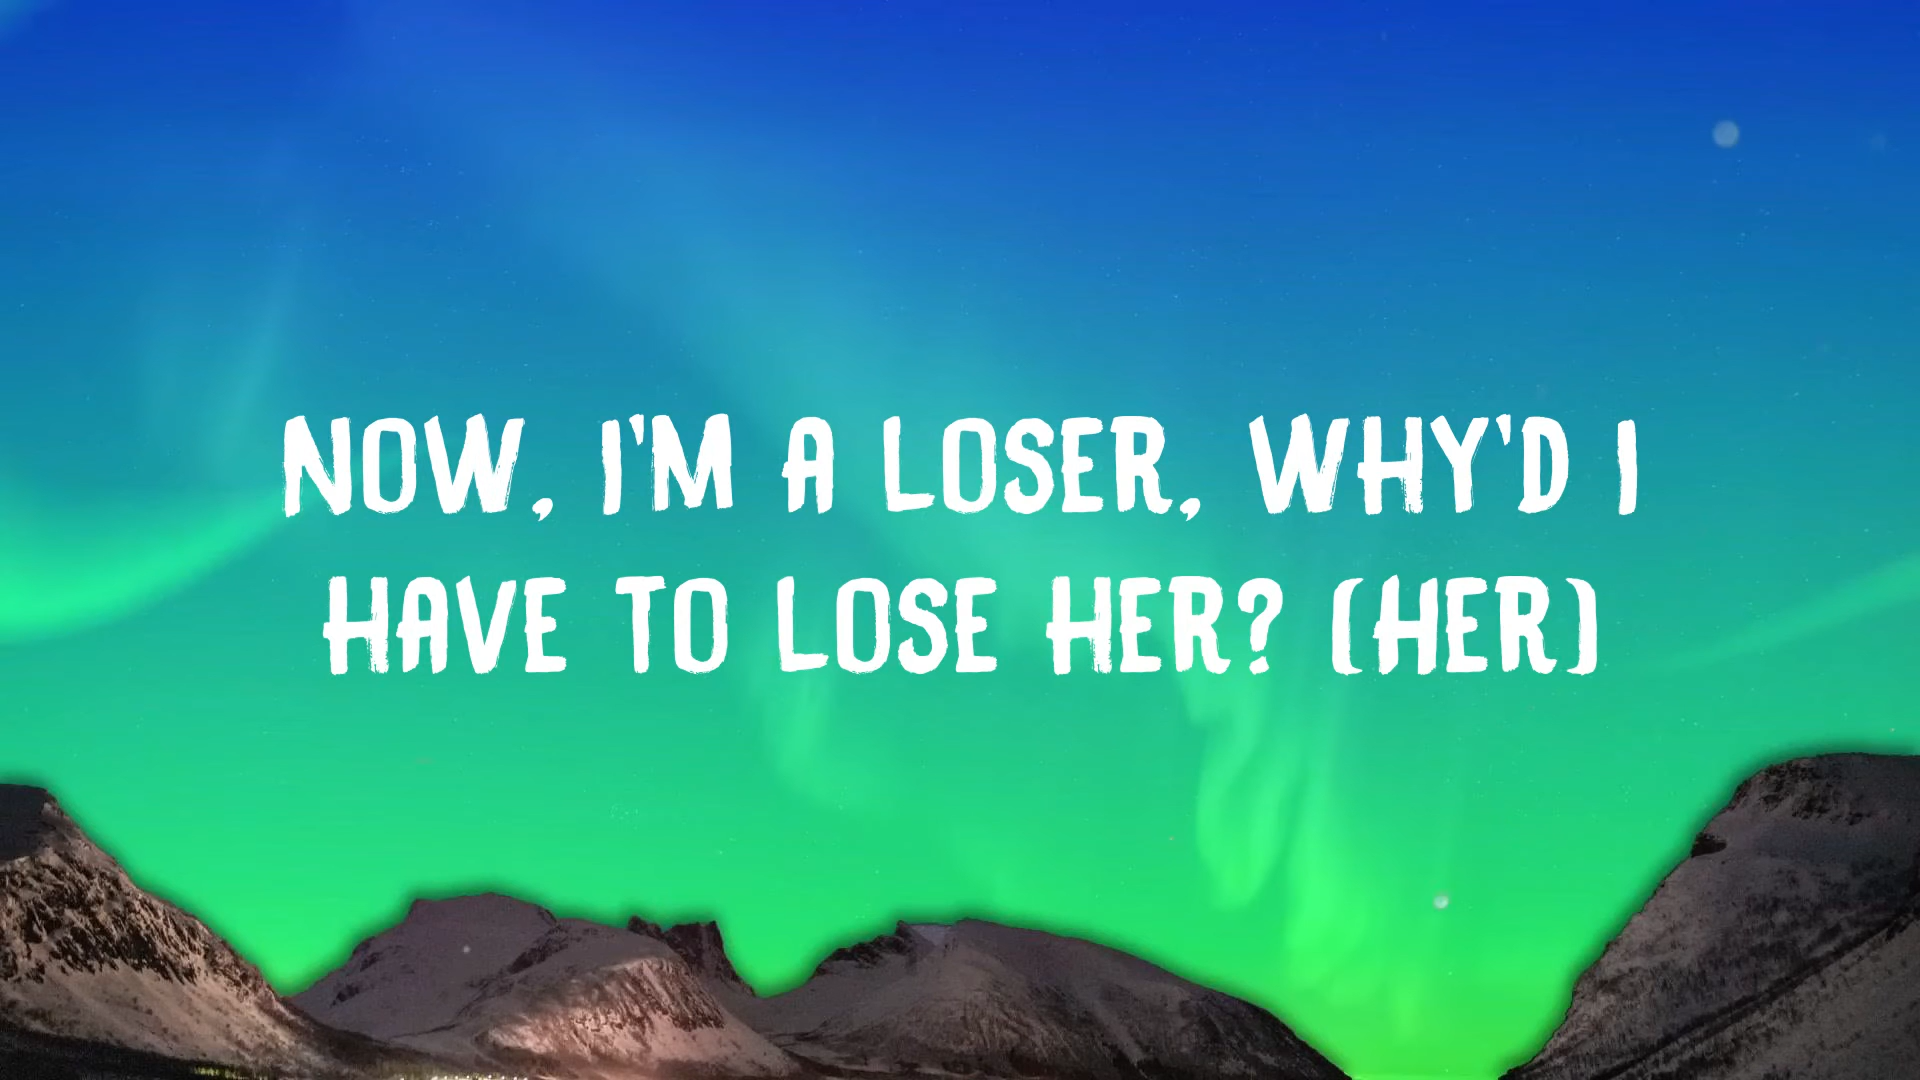 NOW, I'M A LOSER, WHY'D I
HAVE TO LOSE HER? (HER)